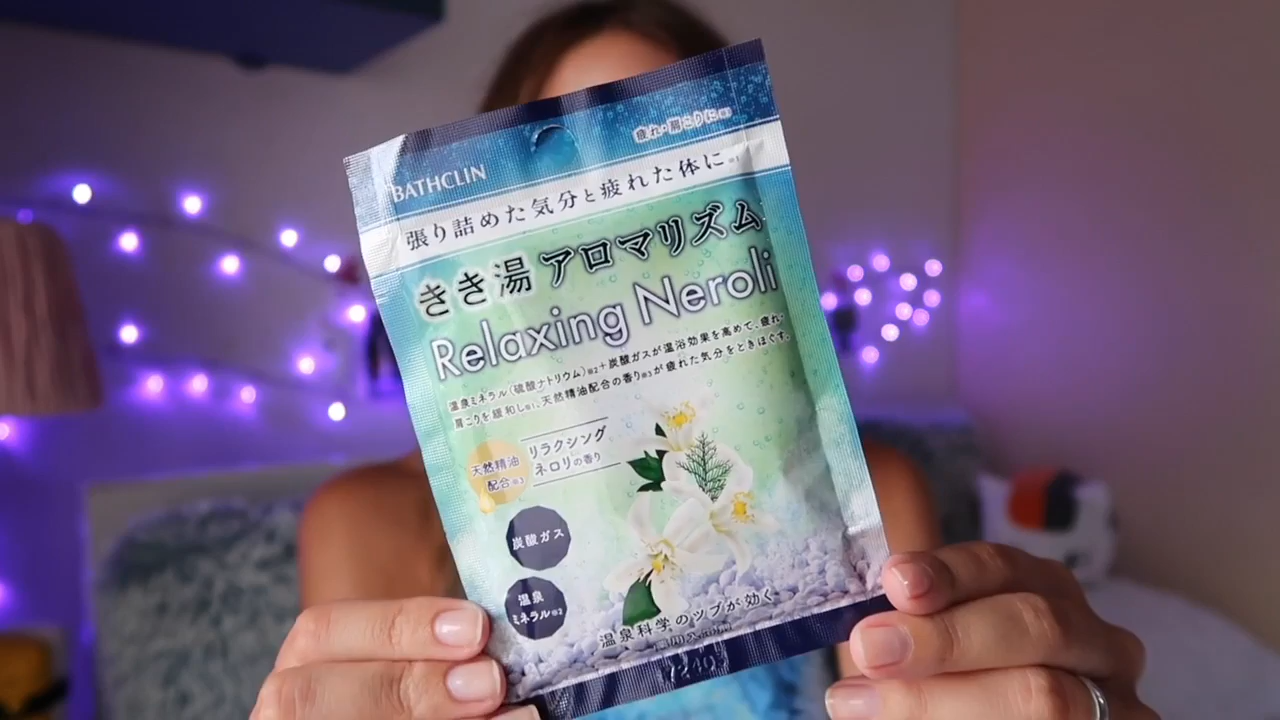 疲れ・肩こりに
BATHCLIN
張り詰めた気分と疲れた体に※1
きき湯 アロマリズム
Relaxing Neroli
温泉ミネラル(硫酸ナトリウム)※2+炭酸ガスが温浴効果を高めて、疲れ・
肩こりを緩和し※1、天然精油配合の香り※3が疲れた気分をときほぐす。
天然精油
配合※3
リラクシング
ネロリの香り
炭酸ガス
温泉
ミネラル※2
温泉科学のツブが効く